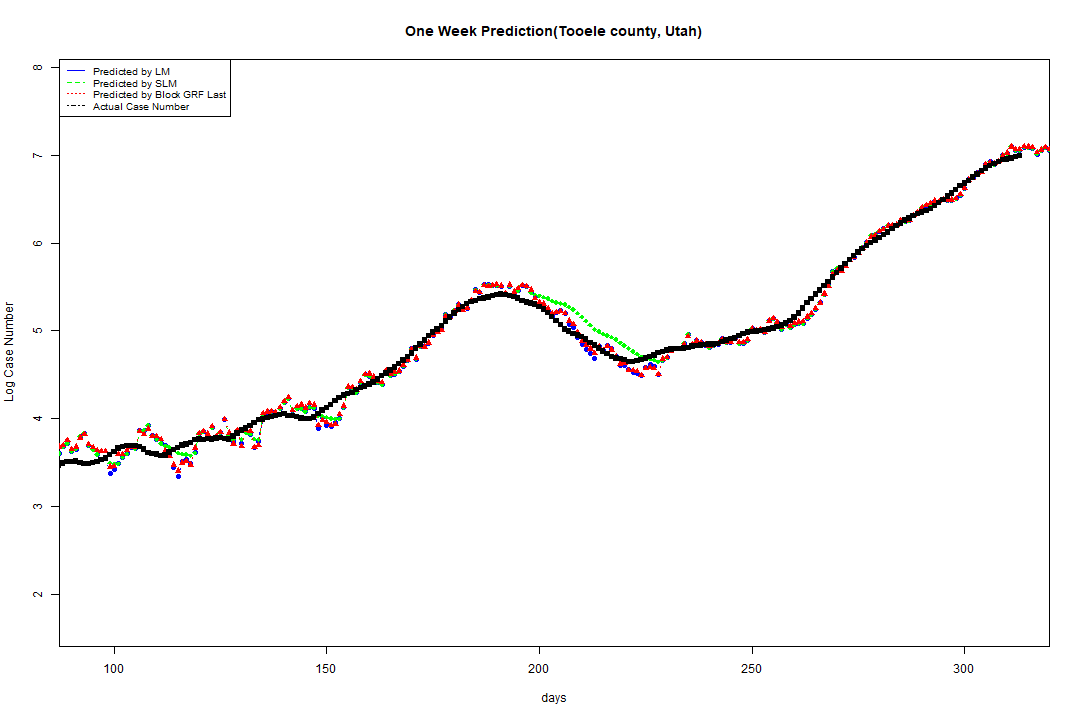 One Week Prediction(Tooele county, Utah)
Predicted by LM
Predicted by SLM
Predicted by Block GRF Last
Actual Case Number
8
7
6
5
4
3
2
Log Case Number
100 150 200 250 300
days